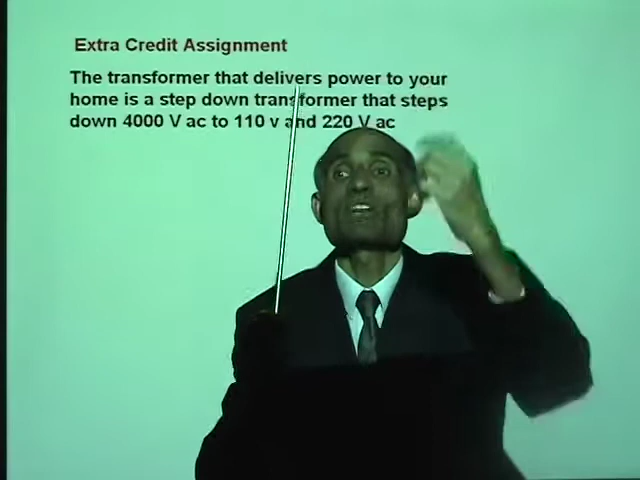 Extra Credit Assignment
The transformer that delivers power to your
home is a step down transformer that steps
down 4000 V ac to 110 v and 220 V ac